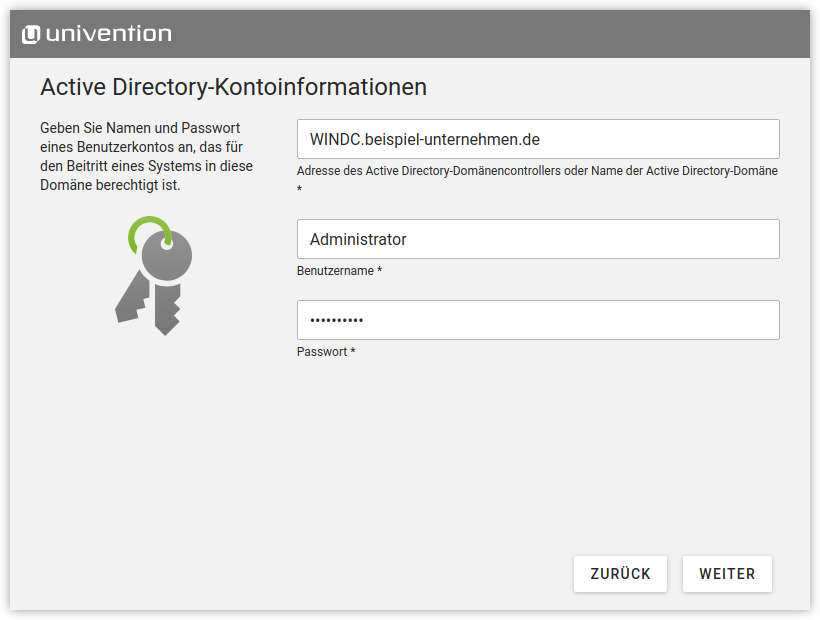 univention
Active Directory-Kontoinformationen
Geben Sie Namen und Passwort
eines Benutzerkontos an, das für
den Beitritt eines Systems in diese
Domäne berechtigt ist.
WINDC.beispiel-unternehmen.de
Adresse des Active Directory-Domänencontrollers oder Name der Active Directory-Domäne
*
Administrator
Benutzername *
••••••••••
Passwort *
ZURÜCK
WEITER